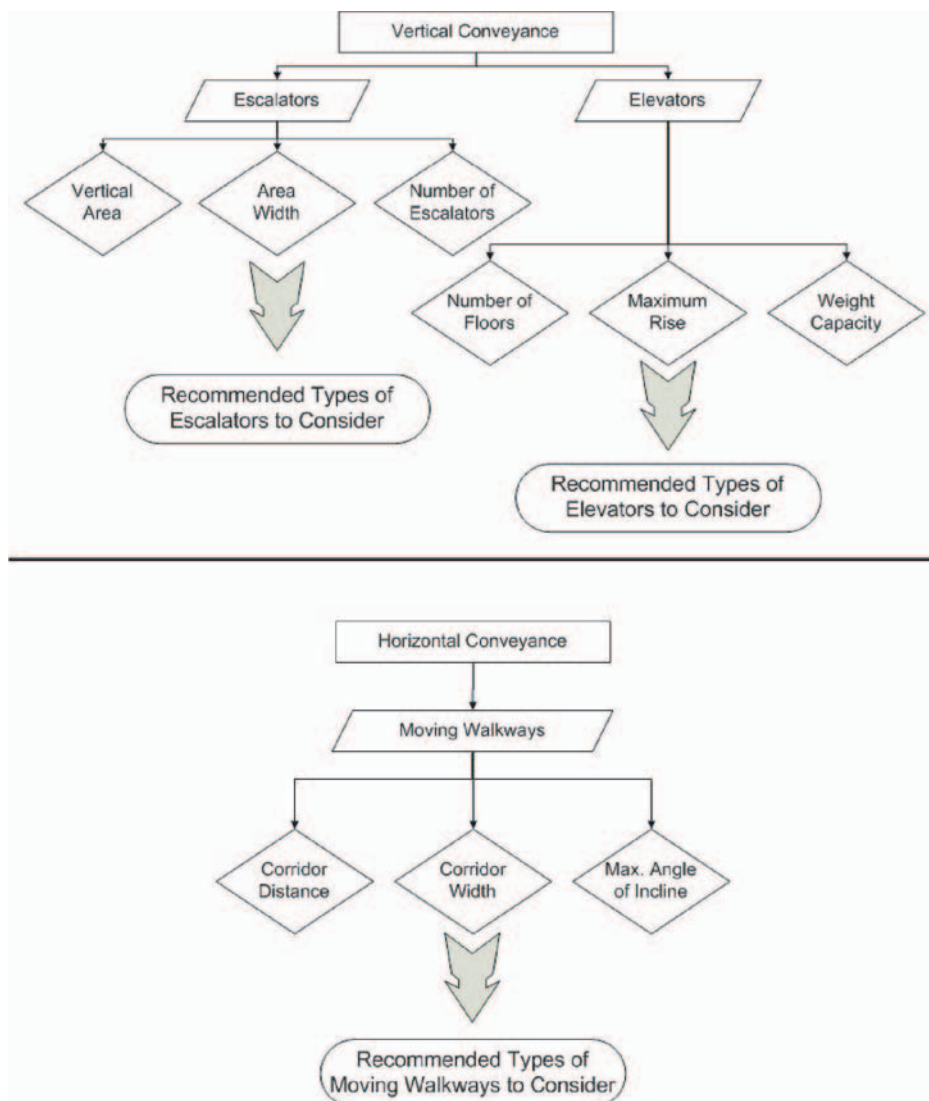 Vertical Conveyance
Escalators
Elevators
Vertical
Area
Area
Width
Number of
Escalators
Number of
Floors
Maximum
Rise
Weight
Capacity
Recommended Types of
Escalators to Consider
Recommended Types of
Elevators to Consider
Horizontal Conveyance
Moving Walkways
Corridor
Distance
Corridor
Width
Max. Angle
of Incline
Recommended Types of
Moving Walkways to Consider